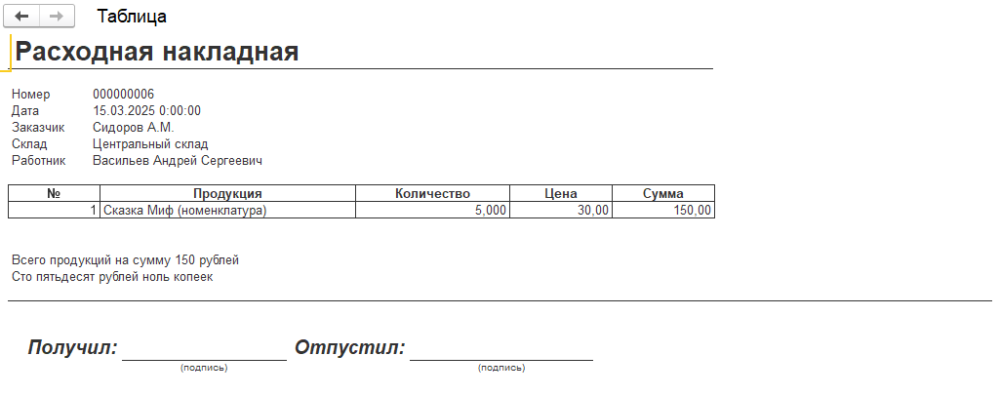 Таблица
Расходная накладная
Номер 000000006
Дата 15.03.2025 0:00:00
Заказчик Сидоров А.М.
Склад Центральный склад
Работник Васильев Андрей Сергеевич
№ Продукция Количество Цена Сумма
1 Сказка Миф (номенклатура) 5,000 30,00 150,00
Всего продукций на сумму 150 рублей
Сто пятьдесят рублей ноль копеек
Получил: Отпустил:
(подпись) (подпись)